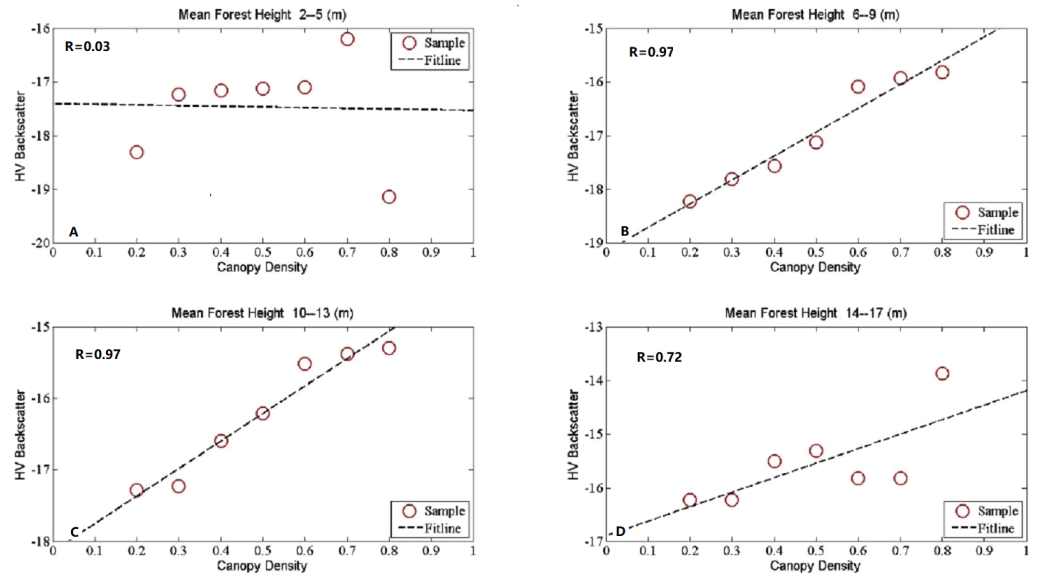 Mean Forest Height 2--5 (m)
R=0.03
Sample
Fitline
HV Backscatter
-16
-17
-18
-19
-20
A
0 0.1 0.2 0.3 0.4 0.5 0.6 0.7 0.8 0.9 1
Canopy Density
Mean Forest Height 6--9 (m)
R=0.97
HV Backscatter
-15
-16
-17
-18
-19
Sample
Fitline
B
0 0.1 0.2 0.3 0.4 0.5 0.6 0.7 0.8 0.9 1
Canopy Density
Mean Forest Height 10--13 (m)
R=0.97
HV Backscatter
-15
-16
-17
-18
Sample
Fitline
C
0 0.1 0.2 0.3 0.4 0.5 0.6 0.7 0.8 0.9 1
Canopy Density
Mean Forest Height 14--17 (m)
R=0.72
HV Backscatter
-13
-14
-15
-16
-17
Sample
Fitline
D
0 0.1 0.2 0.3 0.4 0.5 0.6 0.7 0.8 0.9 1
Canopy Density